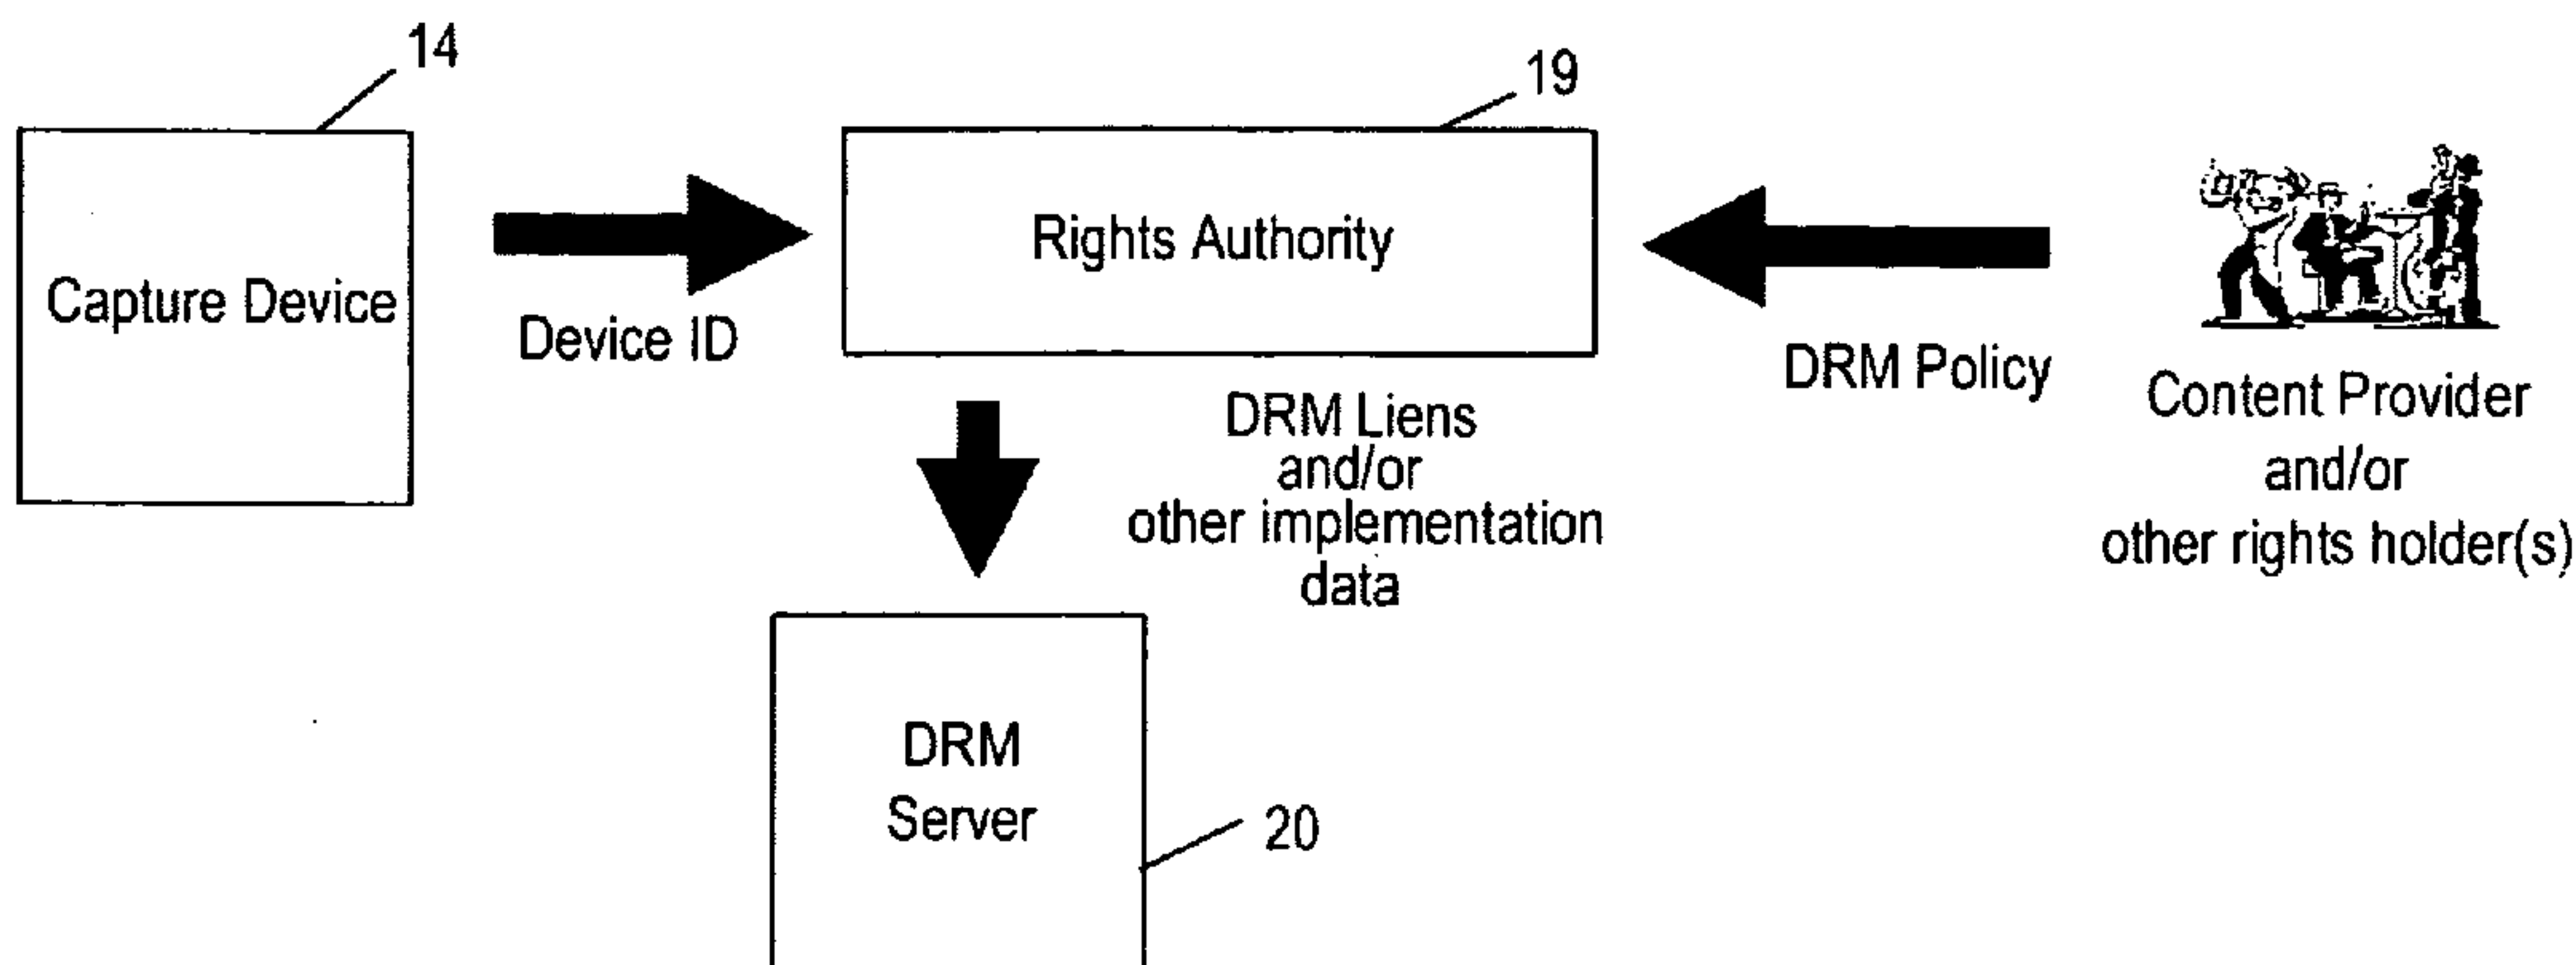 14
19
Capture Device
Device ID
Rights Authority
DRM Policy
Content Provider
and/or
other rights holder(s)
DRM Liens
and/or
other implementation
data
DRM
Server
20